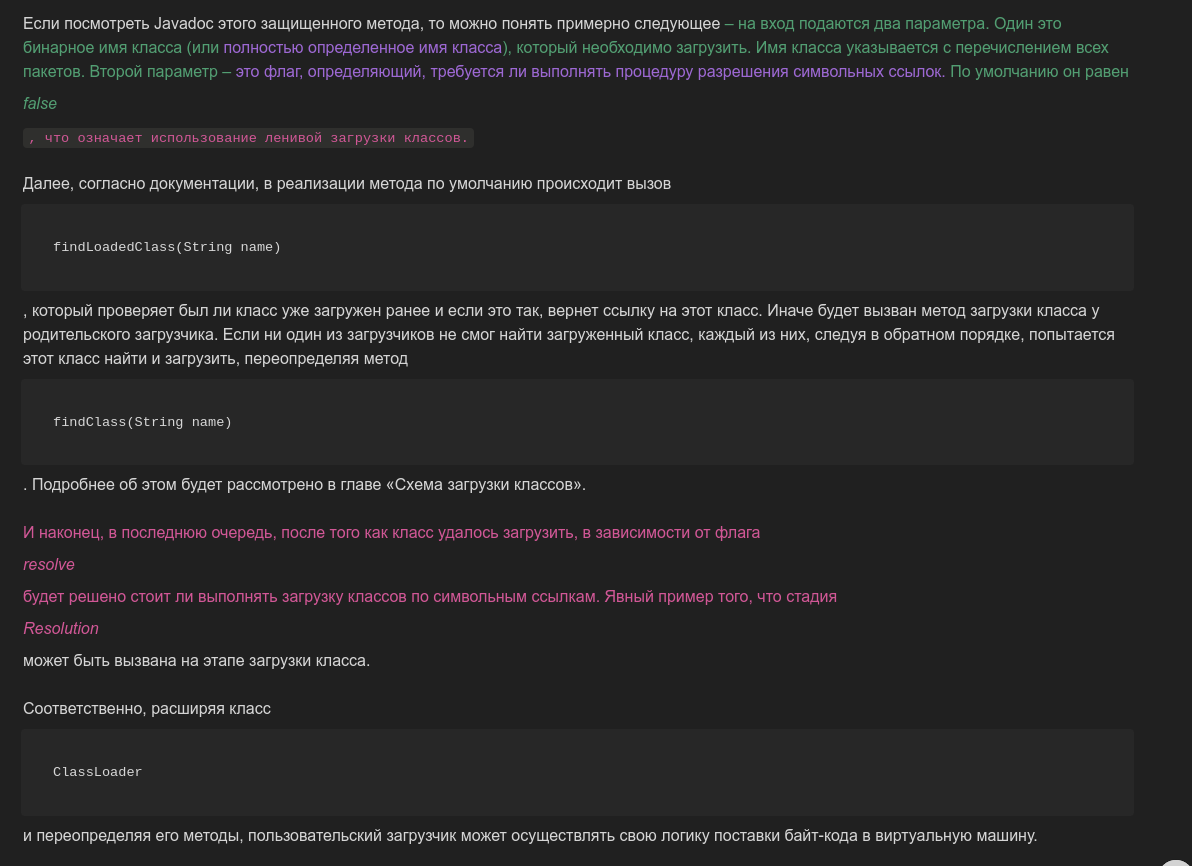 Если посмотреть Javadoc этого защищенного метода, то можно понять примерно следующее – на вход подаются два параметра. Один это
бинарное имя класса (или полностью определенное имя класса), который необходимо загрузить. Имя класса указывается с перечислением всех
пакетов. Второй параметр – это флаг, определяющий, требуется ли выполнять процедуру разрешения символьных ссылок. По умолчанию он равен
false
, что означает использование ленивой загрузки классов.
Далее, согласно документации, в реализации метода по умолчанию происходит вызов
findLoadedClass(String name)
, который проверяет был ли класс уже загружен ранее и если это так, вернет ссылку на этот класс. Иначе будет вызван метод загрузки класса у
родительского загрузчика. Если ни один из загрузчиков не смог найти загруженный класс, каждый из них, следуя в обратном порядке, попытается
этот класс найти и загрузить, переопределяя метод
findClass(String name)
. Подробнее об этом будет рассмотрено в главе «Схема загрузки классов».
И наконец, в последнюю очередь, после того как класс удалось загрузить, в зависимости от флага
resolve
будет решено стоит ли выполнять загрузку классов по символьным ссылкам. Явный пример того, что стадия
Resolution
может быть вызвана на этапе загрузки класса.
Соответственно, расширяя класс
ClassLoader
и переопределяя его методы, пользовательский загрузчик может осуществлять свою логику поставки байт-кода в виртуальную машину.